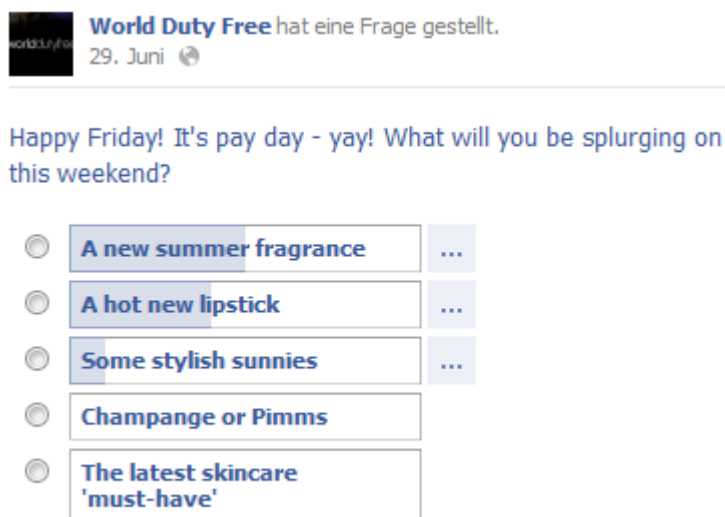 worlddutyfree
World Duty Free hat eine Frage gestellt.
29. Juni
Happy Friday! It's pay day - yay! What will you be splurging on
this weekend?
A new summer fragrance
...
A hot new lipstick
...
Some stylish sunnies
...
Champange or Pimms
The latest skincare
'must-have'